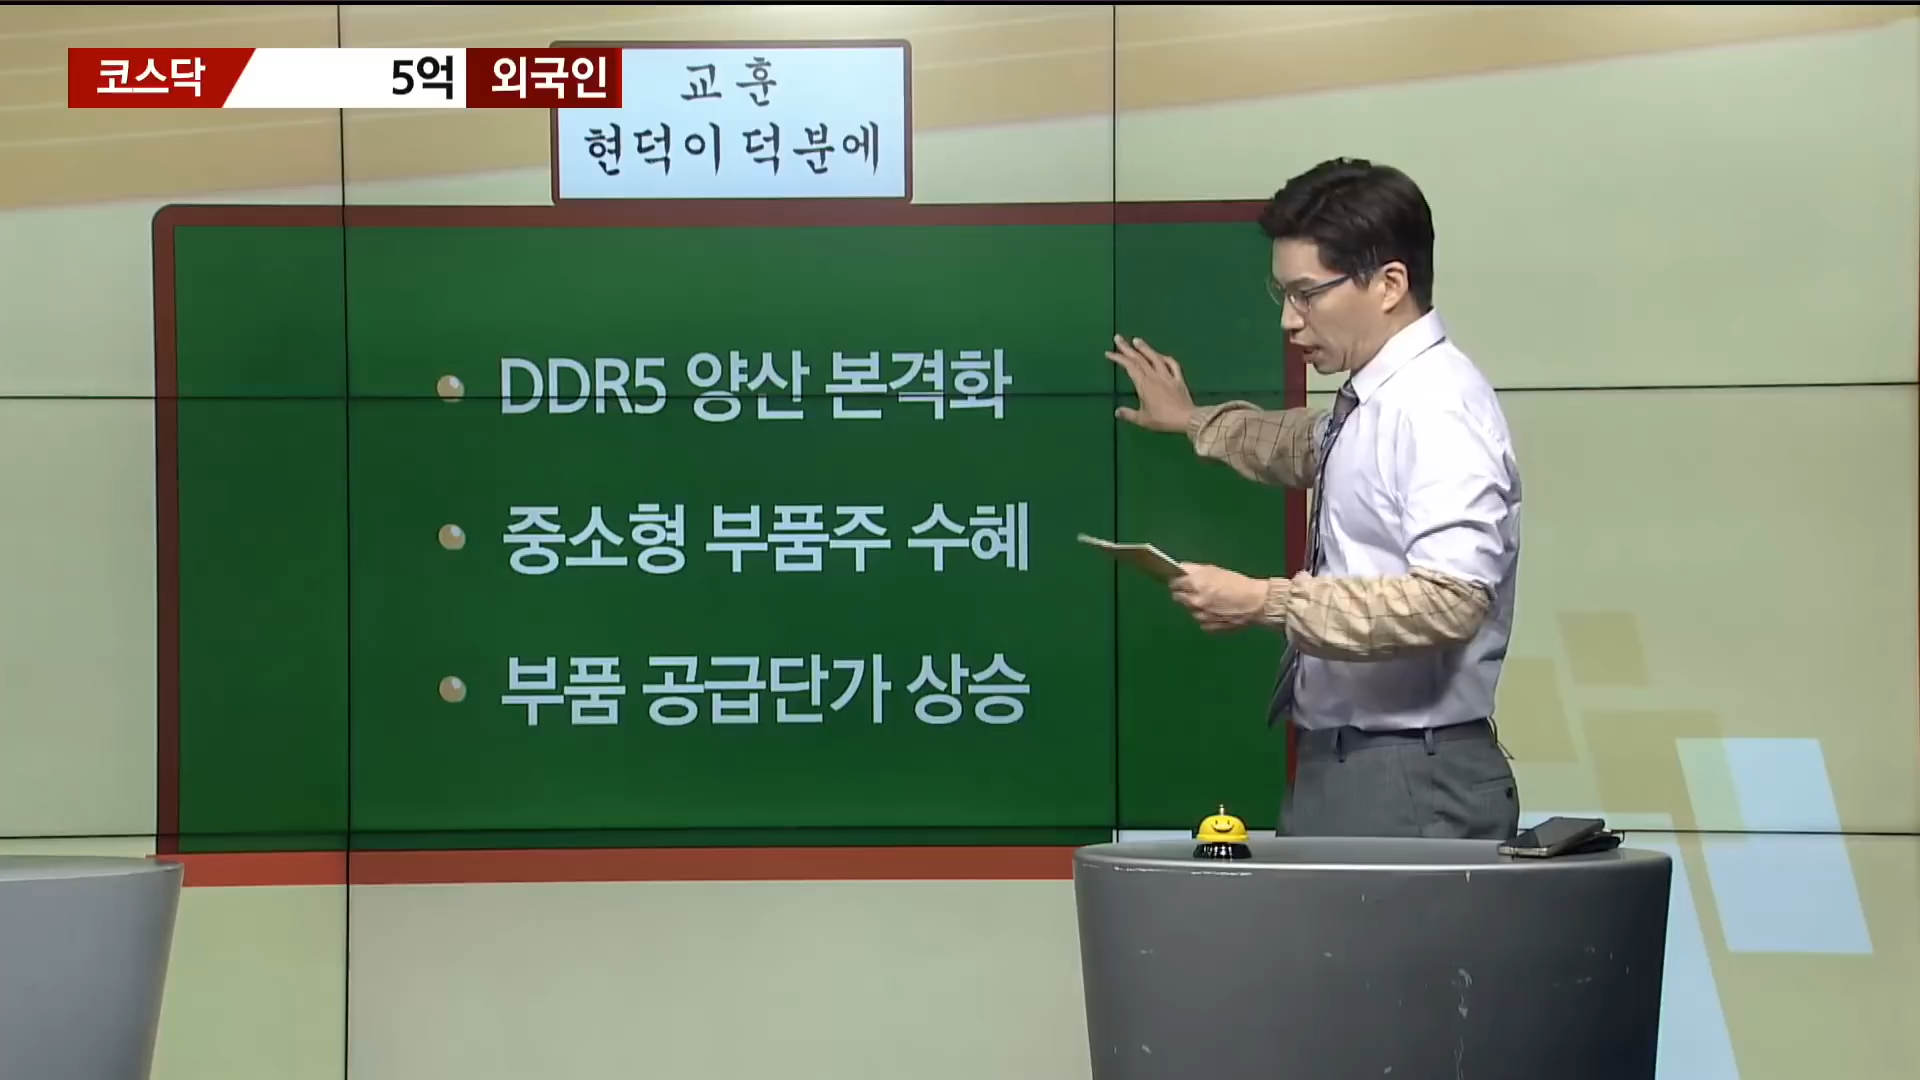 코스닥 5억 외국인
교훈
현덕이 덕분에
DDR5 양산 본격화
중소형 부품주 수혜
부품 공급단가 상승